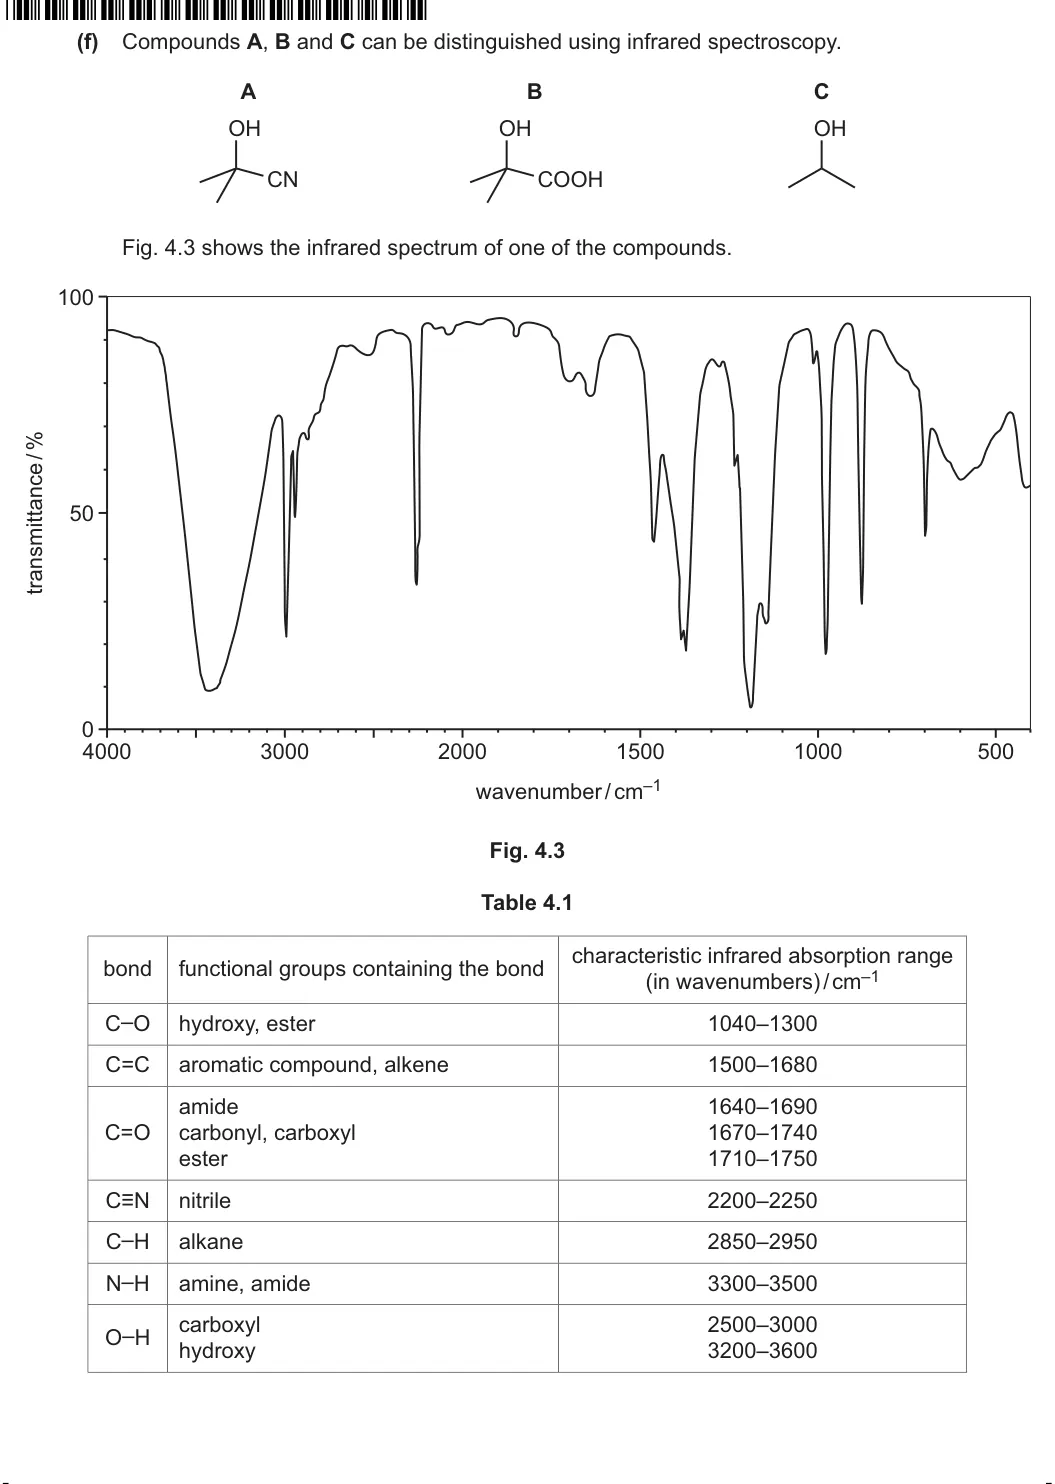 (f) Compounds A, B and C can be distinguished using infrared spectroscopy.
A B C
OH OH OH
CN COOH
Fig. 4.3 shows the infrared spectrum of one of the compounds.
100
50
0
transmittance / %
4000 3000 2000 1500 1000 500
wavenumber / cm–1
Fig. 4.3
Table 4.1
bond functional groups containing the bond characteristic infrared absorption range (in wavenumbers) / cm–1
C–O hydroxy, ester 1040–1300
C=C aromatic compound, alkene 1500–1680
C=O amide 1640–1690
carbonyl, carboxyl 1670–1740
ester 1710–1750
C≡N nitrile 2200–2250
C–H alkane 2850–2950
N–H amine, amide 3300–3500
O–H carboxyl 2500–3000
hydroxy 3200–3600